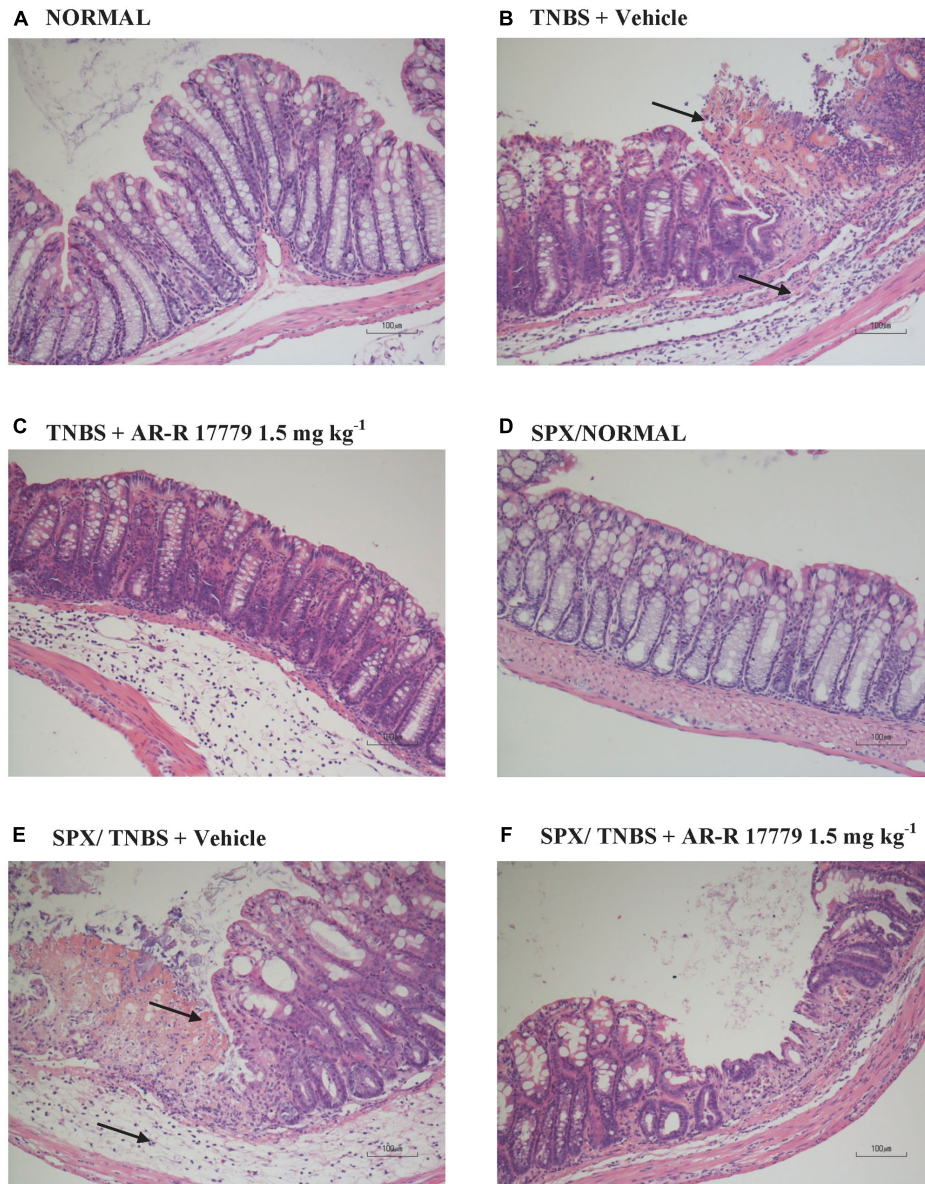 A NORMAL
B TNBS + Vehicle
100µm
100µm
C TNBS + AR-R 17779 1.5 mg kg⁻¹
D SPX/NORMAL
100µm
100µm
E SPX/ TNBS + Vehicle
F SPX/ TNBS + AR-R 17779 1.5 mg kg⁻¹
100µm
100µm